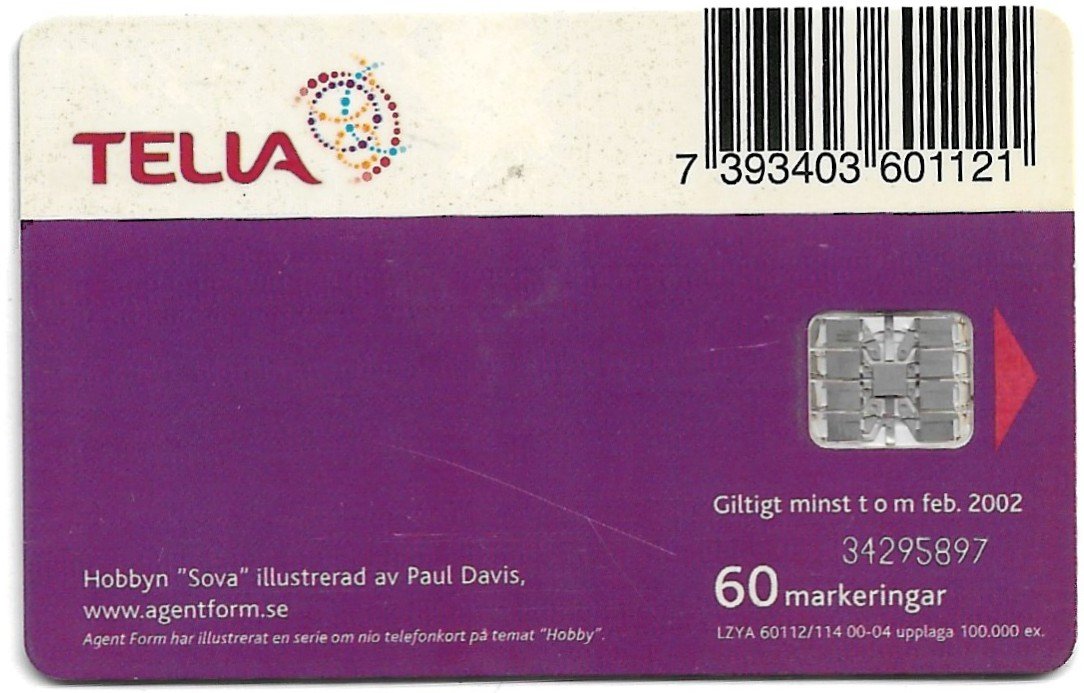 TELIA
7 393403 601121
Giltigt minst t o m feb. 2002
34295897
60 markeringar
LZYA 60112/114 00-04 upplaga 100.000 ex.
Hobbyn "Sova" illustrerad av Paul Davis,
www.agentform.se
Agent Form har illustrerat en serie om nio telefonkort på temat "Hobby".